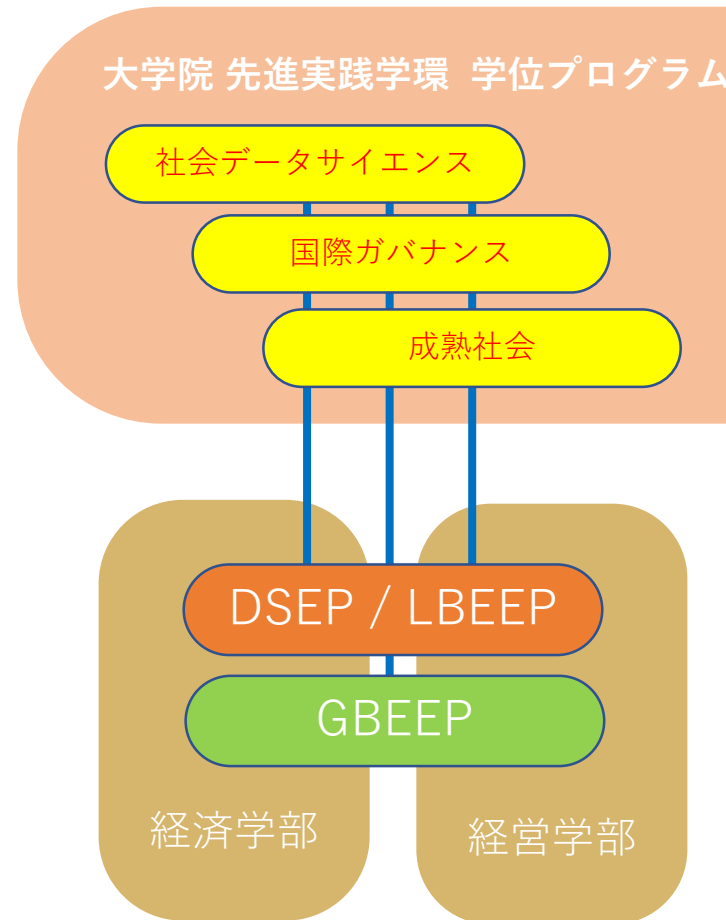 大学院 先進実践学環 学位プログラム
社会データサイエンス
国際ガバナンス
成熟社会
DSEP / LBEEP
GBEEP
経済学部
経営学部